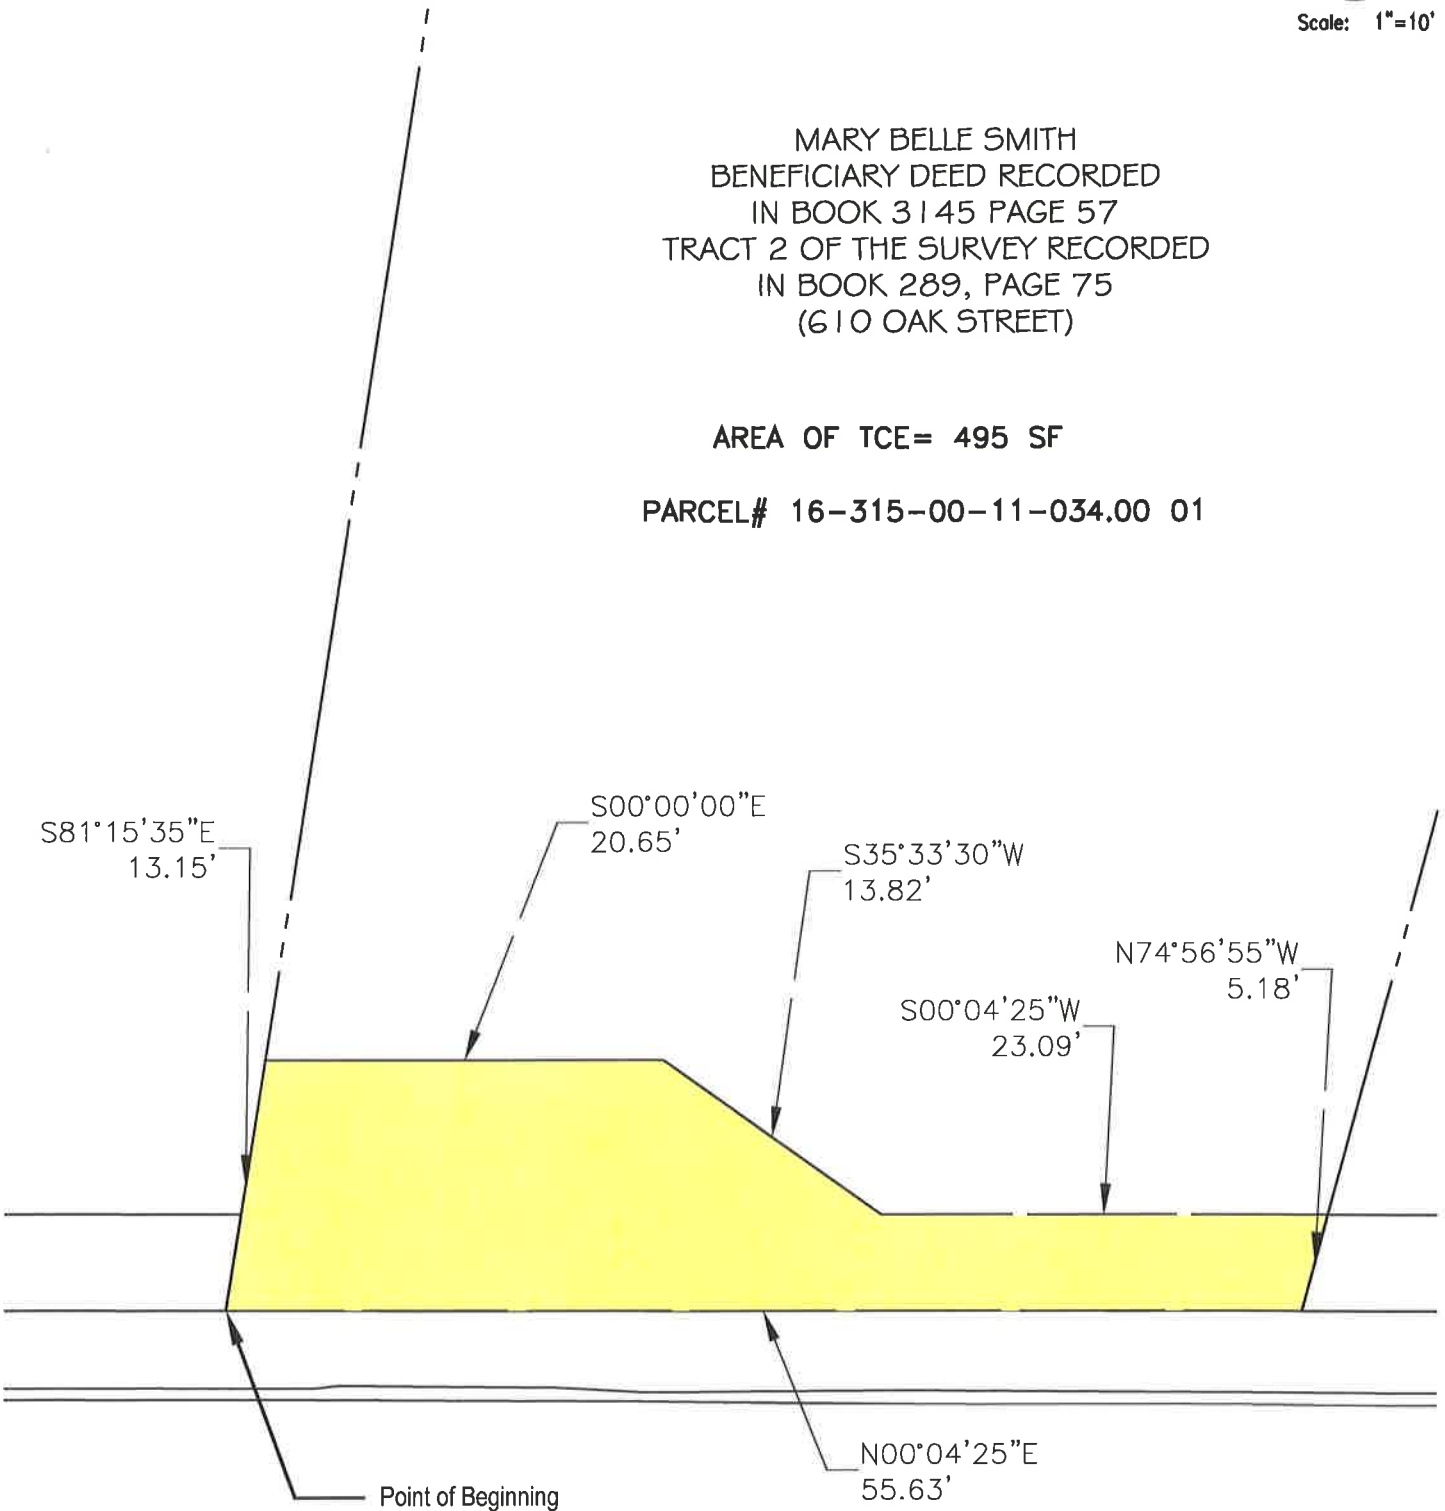 Scale: 1"=10'
MARY BELLE SMITH
BENEFICIARY DEED RECORDED
IN BOOK 3145 PAGE 57
TRACT 2 OF THE SURVEY RECORDED
IN BOOK 289, PAGE 75
(610 OAK STREET)
AREA OF TCE= 495 SF
PARCEL# 16-315-00-11-034.00 01
S81°15'35"E
13.15'
S00°00'00"E
20.65'
S35°33'30"W
13.82'
N74°56'55"W
5.18'
S00°04'25"W
23.09'
N00°04'25"E
55.63'
Point of Beginning